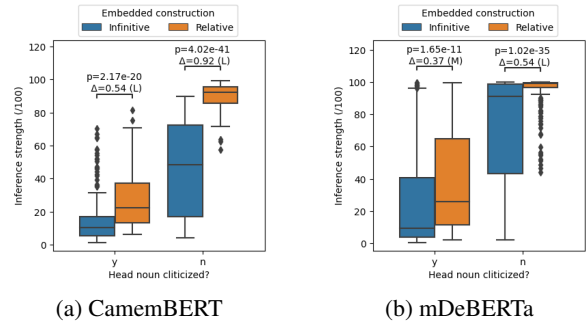 Embedded construction
Infinitive Relative
p=4.02e-41
Δ=0.92 (L)
p=2.17e-20
Δ=0.54 (L)
120
100
80
60
40
20
0
Inference strength (/100)
y n
Head noun cliticized?
(a) CamemBERT
Embedded construction
Infinitive Relative
p=1.65e-11
Δ=0.37 (M)
p=1.02e-35
Δ=0.54 (L)
120
100
80
60
40
20
0
Inference strength (/100)
y n
Head noun cliticized?
(b) mDeBERTa